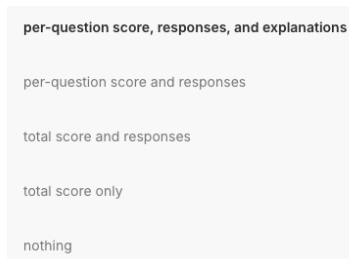 per-question score, responses, and explanations
per-question score and responses
total score and responses
total score only
nothing